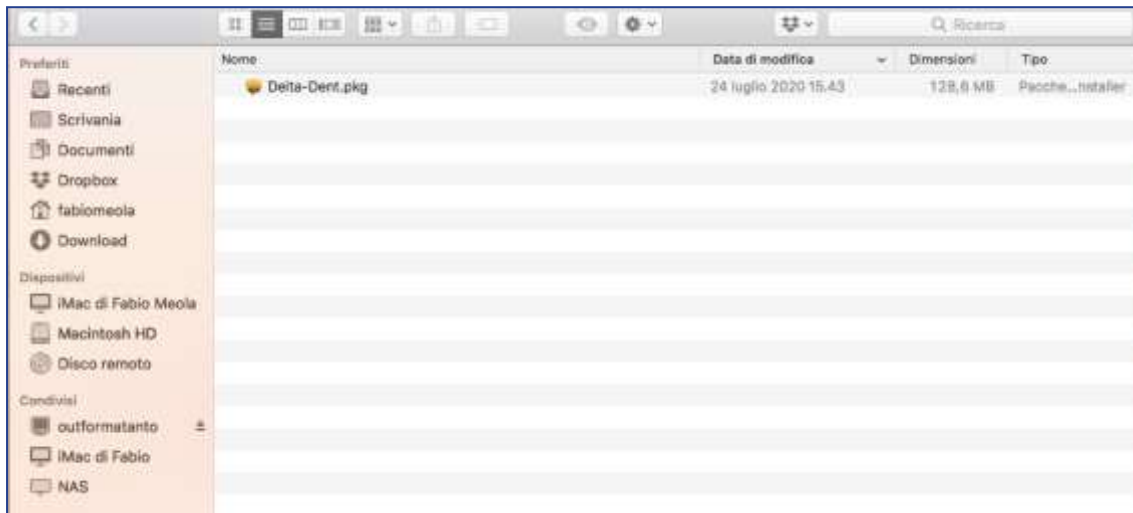 Ricerca
Preferiti
Nome Data di modifica Dimensioni Tipo
Recenti
Delta-Dent.pkg 24 luglio 2020 15.43 128,6 MB Pacche...nstaller
Scrivania
Documenti
Dropbox
fabiomeola
Download
Dispositivi
iMac di Fabio Meola
Macintosh HD
Disco remoto
Condivisi
outformatanto
iMac di Fabio
NAS